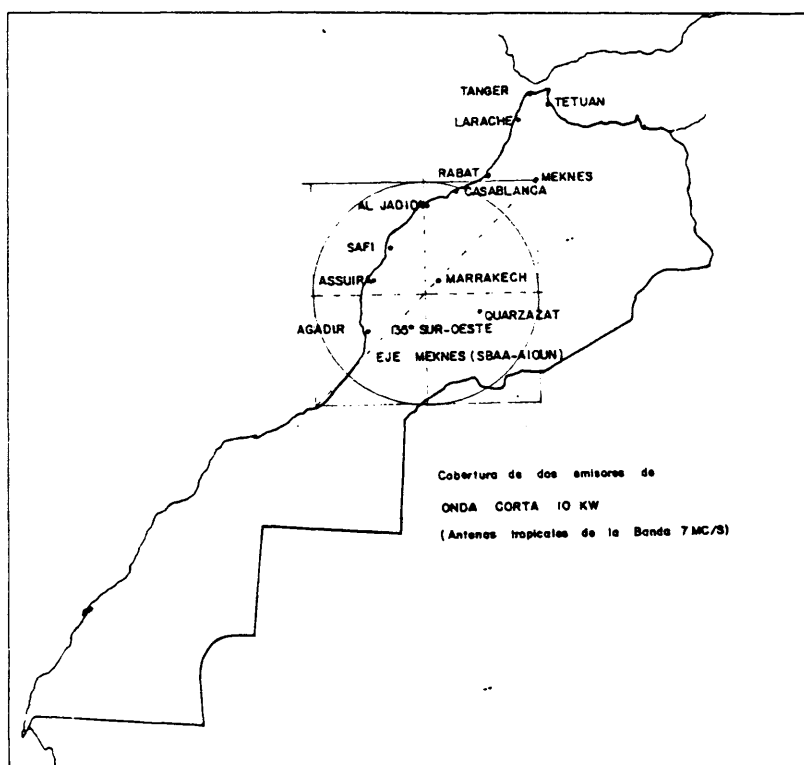 TANGER
TETUAN
LARACHE
RABAT
MEKNES
CASABLANCA
AL JADID
SAFI
ASSUIRA
MARRAKECH
QUARZAZAT
AGADIR
135° SUR-OESTE
EJE MEKNES (SBAA-AIOUN)
Cobertura de dos emisores de
ONDA CORTA 10 KW
(Antenas tropicales de la Banda 7 MC/S)